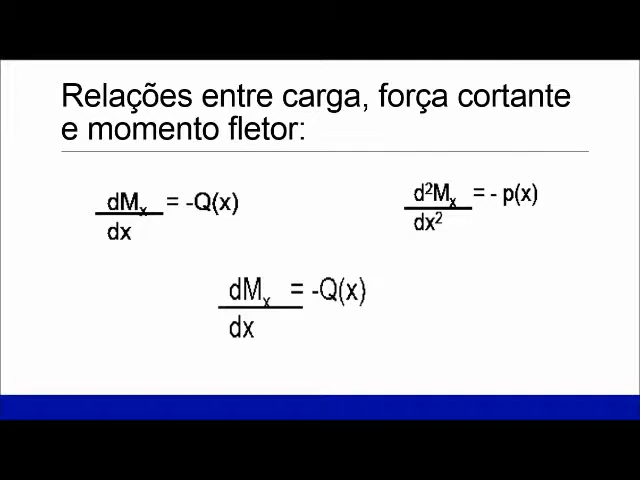 Relações entre carga, força cortante
e momento fletor:
dMx = -Q(x)
dx
d²Mx = - p(x)
dx²
dMx = -Q(x)
dx